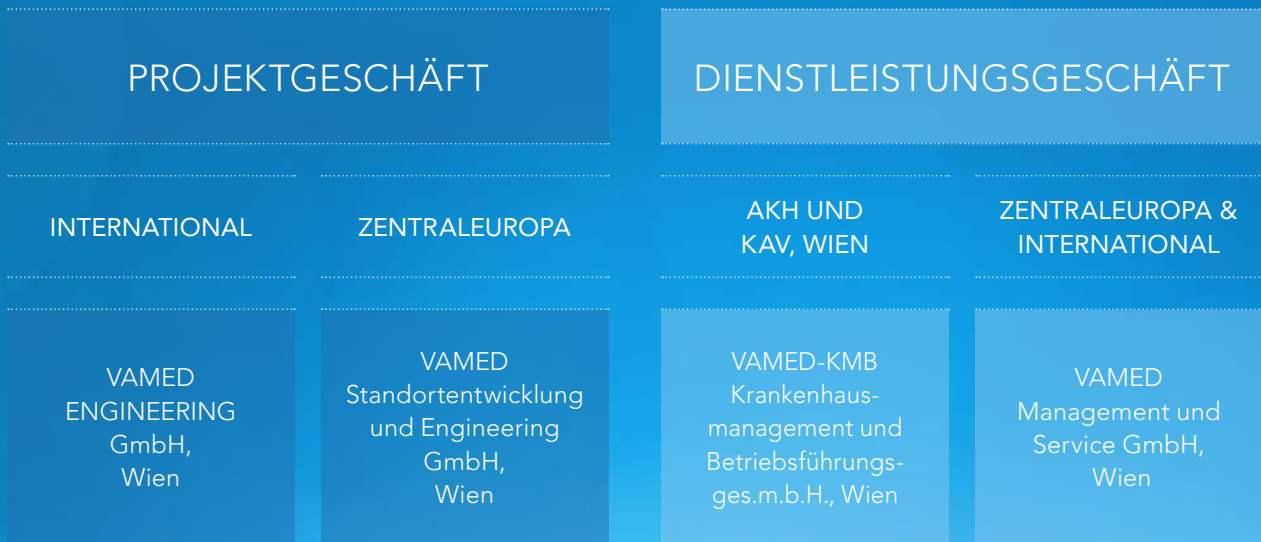 PROJEKTGESCHÄFT
DIENSTLEISTUNGSGESCHÄFT
INTERNATIONAL
ZENTRALEUROPA
AKH UND
KAV, WIEN
ZENTRALEUROPA &
INTERNATIONAL
VAMED
ENGINEERING
GmbH,
Wien
VAMED
Standortentwicklung
und Engineering
GmbH,
Wien
VAMED-KMB
Krankenhaus-
management und
Betriebsführungs-
ges.m.b.H., Wien
VAMED
Management und
Service GmbH,
Wien